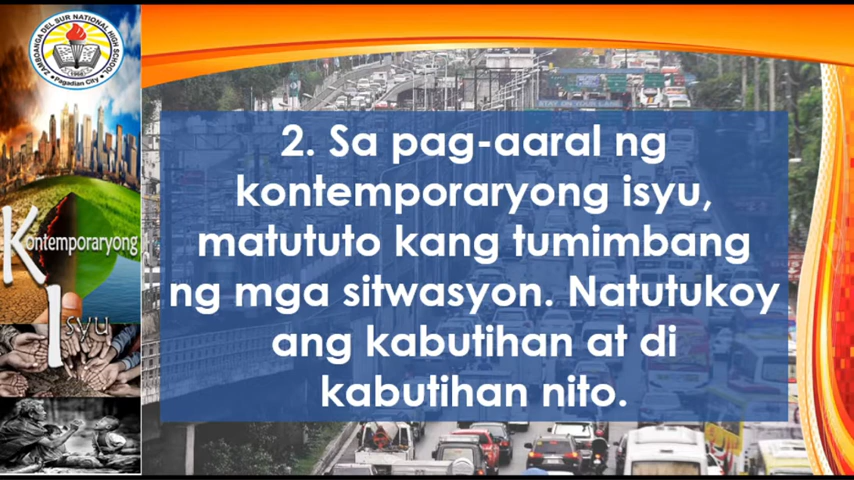 ZAMBOANGA DEL SUR NATIONAL HIGH SCHOOL
Pagadian City
Kontemporaryong
Isyu
2. Sa pag-aaral ng
kontemporaryong isyu,
matututo kang tumimbang
ng mga sitwasyon. Natutukoy
ang kabutihan at di
kabutihan nito.